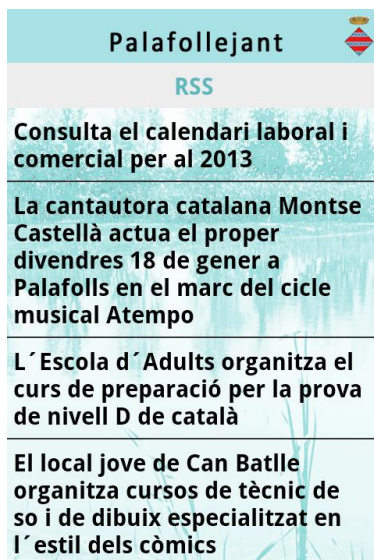 Palafollejant
RSS
Consulta el calendari laboral i
comercial per al 2013
La cantautora catalana Montse
Castellà actua el proper
divendres 18 de gener a
Palafolls en el marc del cicle
musical Atempo
L´Escola d´Adults organitza el
curs de preparació per la prova
de nivell D de català
El local jove de Can Batlle
organitza cursos de tècnic de
so i de dibuix especialitzat en
l´estil dels còmics